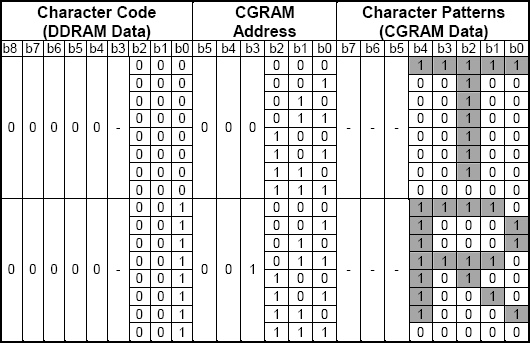 Character Code CGRAM Character Patterns
(DDRAM Data) Address (CGRAM Data)
b8 b7 b6 b5 b4 b3 b2 b1 b0 b5 b4 b3 b2 b1 b0 b7 b6 b5 b4 b3 b2 b1 b0
0 0 0 0 0 0 1 1 1 1 1
0 0 0 0 0 1 0 0 1 0 0
0 0 0 0 1 0 0 0 1 0 0
0 0 0 0 1 1 0 0 1 0 0
0 0 0 0 0 - 0 0 0 - - -
0 0 0 1 0 0 0 0 1 0 0
0 0 0 1 0 1 0 0 1 0 0
0 0 0 1 1 0 0 0 1 0 0
0 0 0 1 1 1 0 0 0 0 0
0 0 1 0 0 0 1 1 1 1 0
0 0 1 0 0 1 1 0 0 0 1
0 0 1 0 1 0 1 0 0 0 1
0 0 1 0 1 1 1 1 1 1 0
0 0 0 0 0 - 0 0 1 - - -
0 0 1 1 0 0 1 0 1 0 0
0 0 1 1 0 1 1 0 0 1 0
0 0 1 1 1 0 1 0 0 0 1
0 0 1 1 1 1 0 0 0 0 0